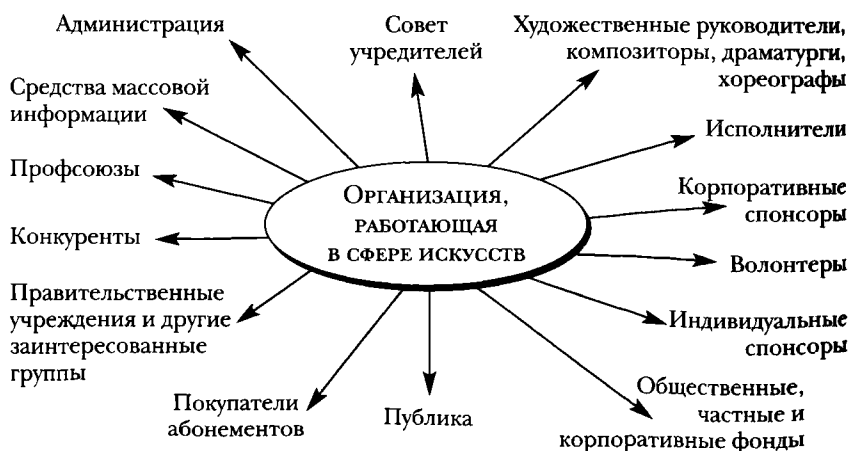 Администрация
Совет
учредителей
Художественные руководители,
композиторы, драматурги,
хореографы
Средства массовой
информации
Исполнители
Профсоюзы
Организация,
работающая
в сфере искусств
Корпоративные
спонсоры
Конкуренты
Волонтеры
Правительственные
учреждения и другие
заинтересованные
группы
Индивидуальные
спонсоры
Покупатели
абонементов
Публика
Общественные,
частные и
корпоративные фонды